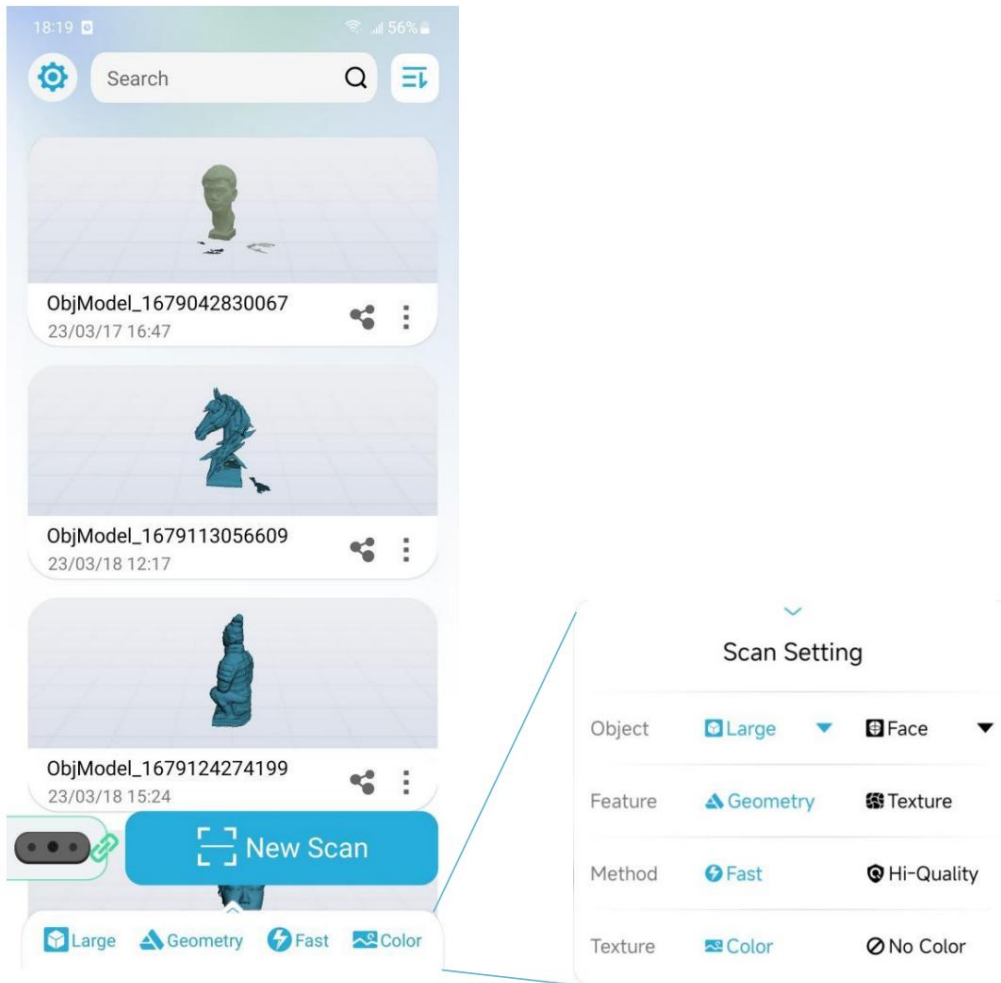 18:19 56%
Search
ObjModel_1679042830067
23/03/17 16:47
ObjModel_1679113056609
23/03/18 12:17
ObjModel_1679124274199
23/03/18 15:24
New Scan
Large Geometry Fast Color
Scan Setting
Object Large Face
Feature Geometry Texture
Method Fast Hi-Quality
Texture Color No Color